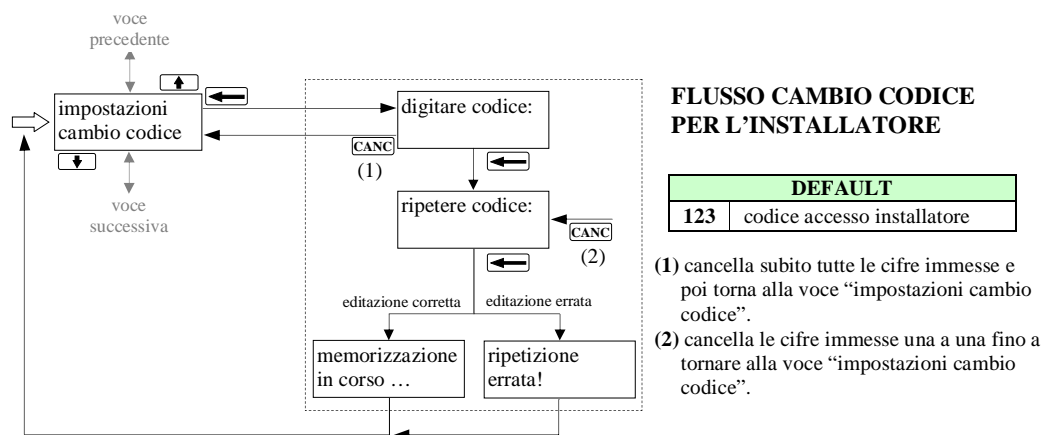 voce
precedente
impostazioni
cambio codice
voce
successiva
digitare codice:
CANC
(1)
ripetere codice:
CANC
(2)
editazione corretta
editazione errata
memorizzazione
in corso …
ripetizione
errata!
FLUSSO CAMBIO CODICE
PER L'INSTALLATORE
DEFAULT
123 codice accesso installatore
(1) cancella subito tutte le cifre immesse e
poi torna alla voce “impostazioni cambio
codice”.
(2) cancella le cifre immesse una a una fino a
tornare alla voce “impostazioni cambio
codice”.